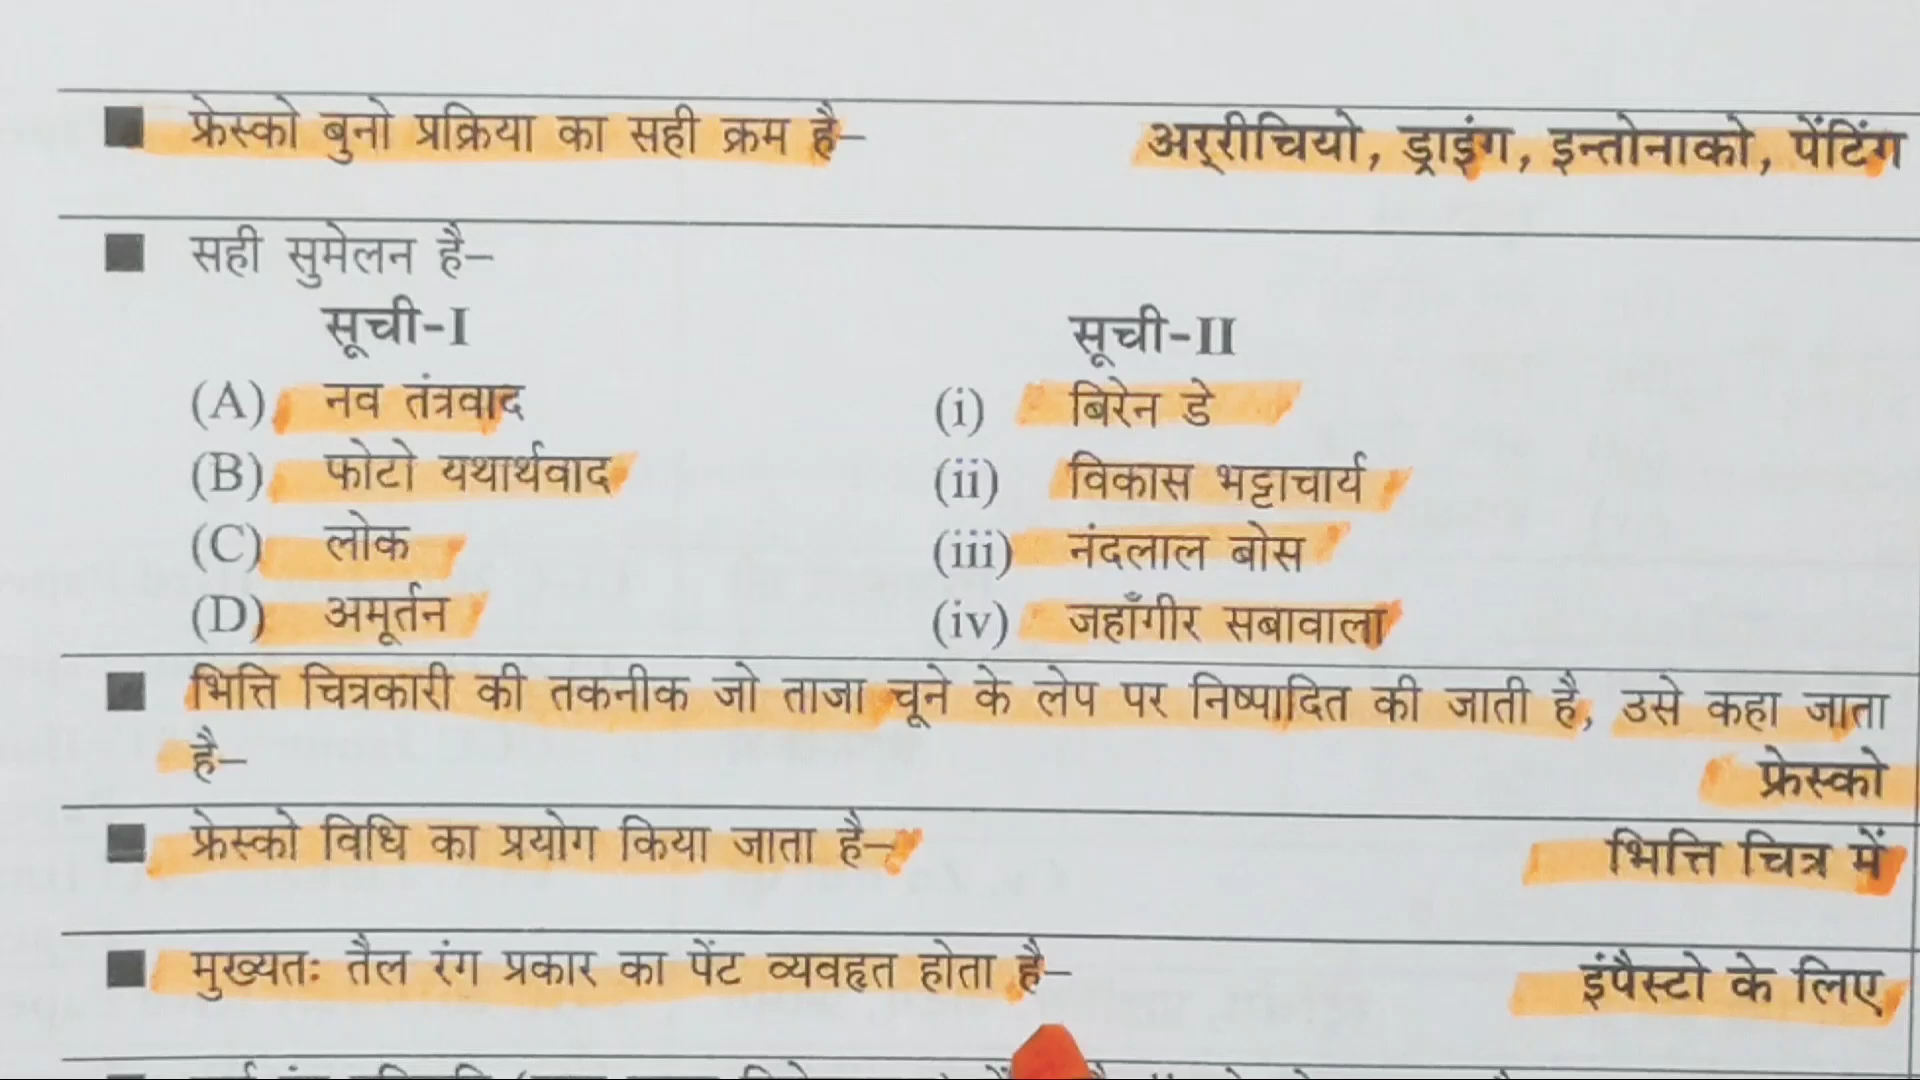 ■ फ्रेस्को बुनो प्रक्रिया का सही क्रम है– अर्रीचियो, ड्राइंग, इन्तोनाको, पेंटिंग
■ सही सुमेलन है–
सूची-I सूची-II
(A) नव तंत्रवाद (i) बिरेन डे
(B) फोटो यथार्थवाद (ii) विकास भट्टाचार्य
(C) लोक (iii) नंदलाल बोस
(D) अमूर्तन (iv) जहाँगीर सबावाला
■ भित्ति चित्रकारी की तकनीक जो ताजा चूने के लेप पर निष्पादित की जाती है, उसे कहा जाता
है– फ्रेस्को
■ फ्रेस्को विधि का प्रयोग किया जाता है– भित्ति चित्र में
■ मुख्यतः तैल रंग प्रकार का पेंट व्यवहृत होता है– इंपैस्टो के लिए